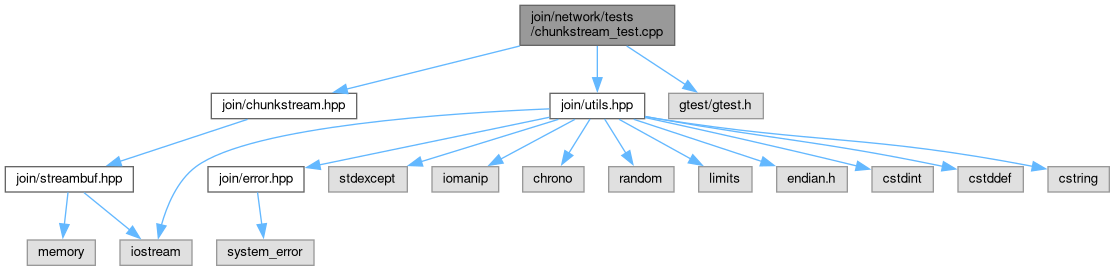 join/network/tests
/chunkstream_test.cpp
join/chunkstream.hpp
join/utils.hpp
gtest/gtest.h
join/streambuf.hpp
join/error.hpp
stdexcept
iomanip
chrono
random
limits
endian.h
cstdint
cstddef
cstring
memory
iostream
system_error